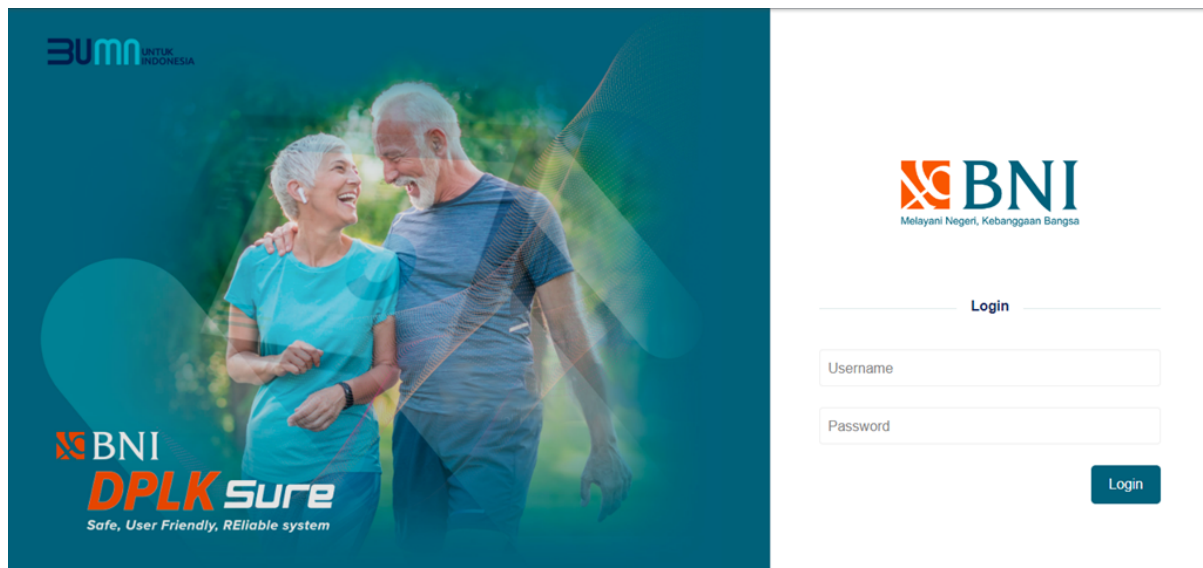 BUMN UNTUK
INDONESIA
BNI
DPLK Sure
Safe, User Friendly, REliable system
BNI
Melayani Negeri, Kebanggaan Bangsa
Login
Username
Password
Login